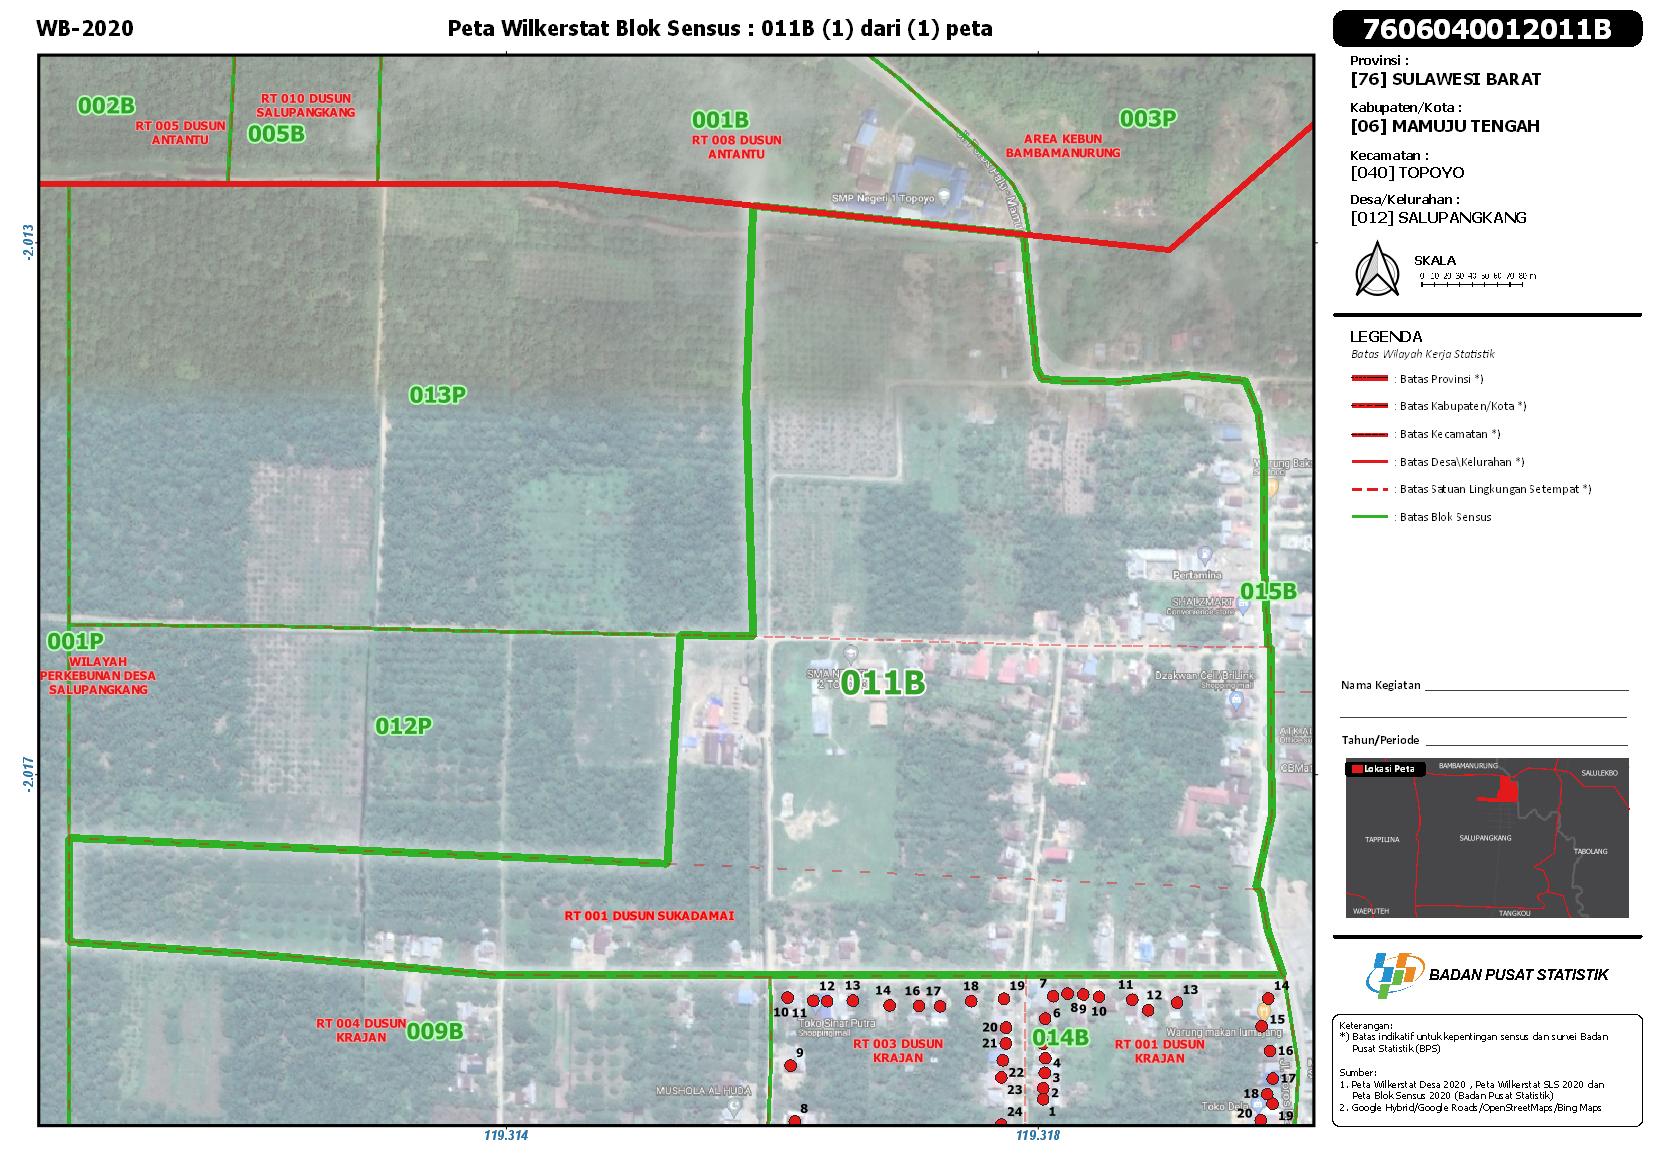 WB-2020
Peta Wilkerstat Blok Sensus : 011B (1) dari (1) peta
7606040012011B
Provinsi :
[76] SULAWESI BARAT
Kabupaten/Kota :
[06] MAMUJU TENGAH
Kecamatan :
[040] TOPOYO
Desa/Kelurahan :
[012] SALUPANGKANG
SKALA
0 10 20 30 40 50 60 70 80 m
LEGENDA
Batas Wilayah Kerja Statistik
: Batas Provinsi *)
: Batas Kabupaten/Kota *)
: Batas Kecamatan *)
: Batas Desa\Kelurahan *)
: Batas Satuan Lingkungan Setempat *)
: Batas Blok Sensus
Nama Kegiatan
Tahun/Periode
Lokasi Peta
BAMBAMANURUNG
SALULEKBO
TAPPILINA
SALUPANGKANG
TABOLANG
WAEPUTEH
TANGKOU
BADAN PUSAT STATISTIK
Keterangan:
*) Batas indikatif untuk kepentingan sensus dan survei Badan
Pusat Statistik (BPS)
Sumber:
1. Peta Wilkerstat Desa 2020 , Peta Wilkerstat SLS 2020 dan
Peta Blok Sensus 2020 (Badan Pusat Statistik)
2. Google Hybrid/Google Roads/OpenStreetMaps/Bing Maps
002B
RT 005 DUSUN
ANTANTU
RT 010 DUSUN
SALUPANGKANG
005B
001B
RT 008 DUSUN
ANTANTU
003P
AREA KEBUN
BAMBAMANURUNG
SMP Negeri 1 Topoyo
-2.013
013P
Pertamina
SHALZMART
Convenience store
015B
001P
WILAYAH
PERKEBUNAN DESA
SALUPANGKANG
011B
Dzakwan Cell/BriLink
Shopping mall
012P
-2.017
RT 001 DUSUN SUKADAMAI
RT 004 DUSUN
KRAJAN
009B
MUSHOLA AL HUDA
10 11
12
13
14
16
17
18
19
20
21
22
23
24
9
8
Toko Sinar Putra
Shopping mall
RT 003 DUSUN
KRAJAN
7
6
014B
4
3
2
1
8 9
10
11
12
13
RT 001 DUSUN
KRAJAN
14
15
16
17
18
19
20
119.314
119.318